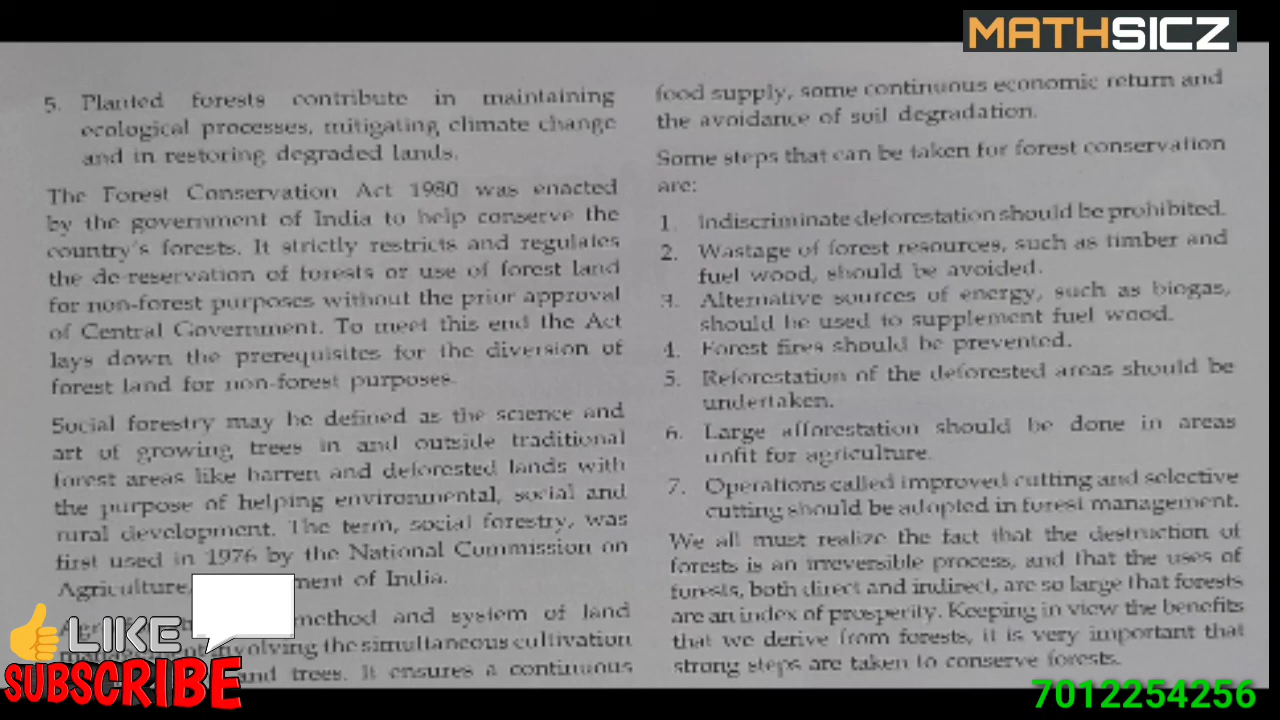 MATHSICZ
5. Planted forests contribute in maintaining
ecological processes, mitigating climate change
and in restoring degraded lands.
The Forest Conservation Act 1980 was enacted
by the government of India to help conserve the
country's forests. It strictly restricts and regulates
the de-reservation of forests or use of forest land
for non-forest purposes without the prior approval
of Central Government. To meet this end the Act
lays down the prerequisites for the diversion of
forest land for non-forest purposes.
Social forestry may be defined as the science and
art of growing trees in and outside traditional
forest areas like barren and deforested lands with
the purpose of helping environmental, social and
rural development. The term, social forestry, was
first used in 1976 by the National Commission on
Agriculture, ment of India.
method and system of land
involving the simultaneous cultivation
and trees. It ensures a continuous
food supply, some continuous economic return and
the avoidance of soil degradation.
Some steps that can be taken for forest conservation
are:
1. Indiscriminate deforestation should be prohibited.
2. Wastage of forest resources, such as timber and
fuel wood, should be avoided.
3. Alternative sources of energy, such as biogas,
should be used to supplement fuel wood.
4. Forest fires should be prevented.
5. Reforestation of the deforested areas should be
undertaken.
6. Large afforestation should be done in areas
unfit for agriculture.
7. Operations called improved cutting and selective
cutting should be adopted in forest management.
We all must realize the fact that the destruction of
forests is an irreversible process, and that the uses of
forests, both direct and indirect, are so large that forests
are an index of prosperity. Keeping in view the benefits
that we derive from forests, it is very important that
strong steps are taken to conserve forests.
LIKE
SUBSCRIBE
7012254256